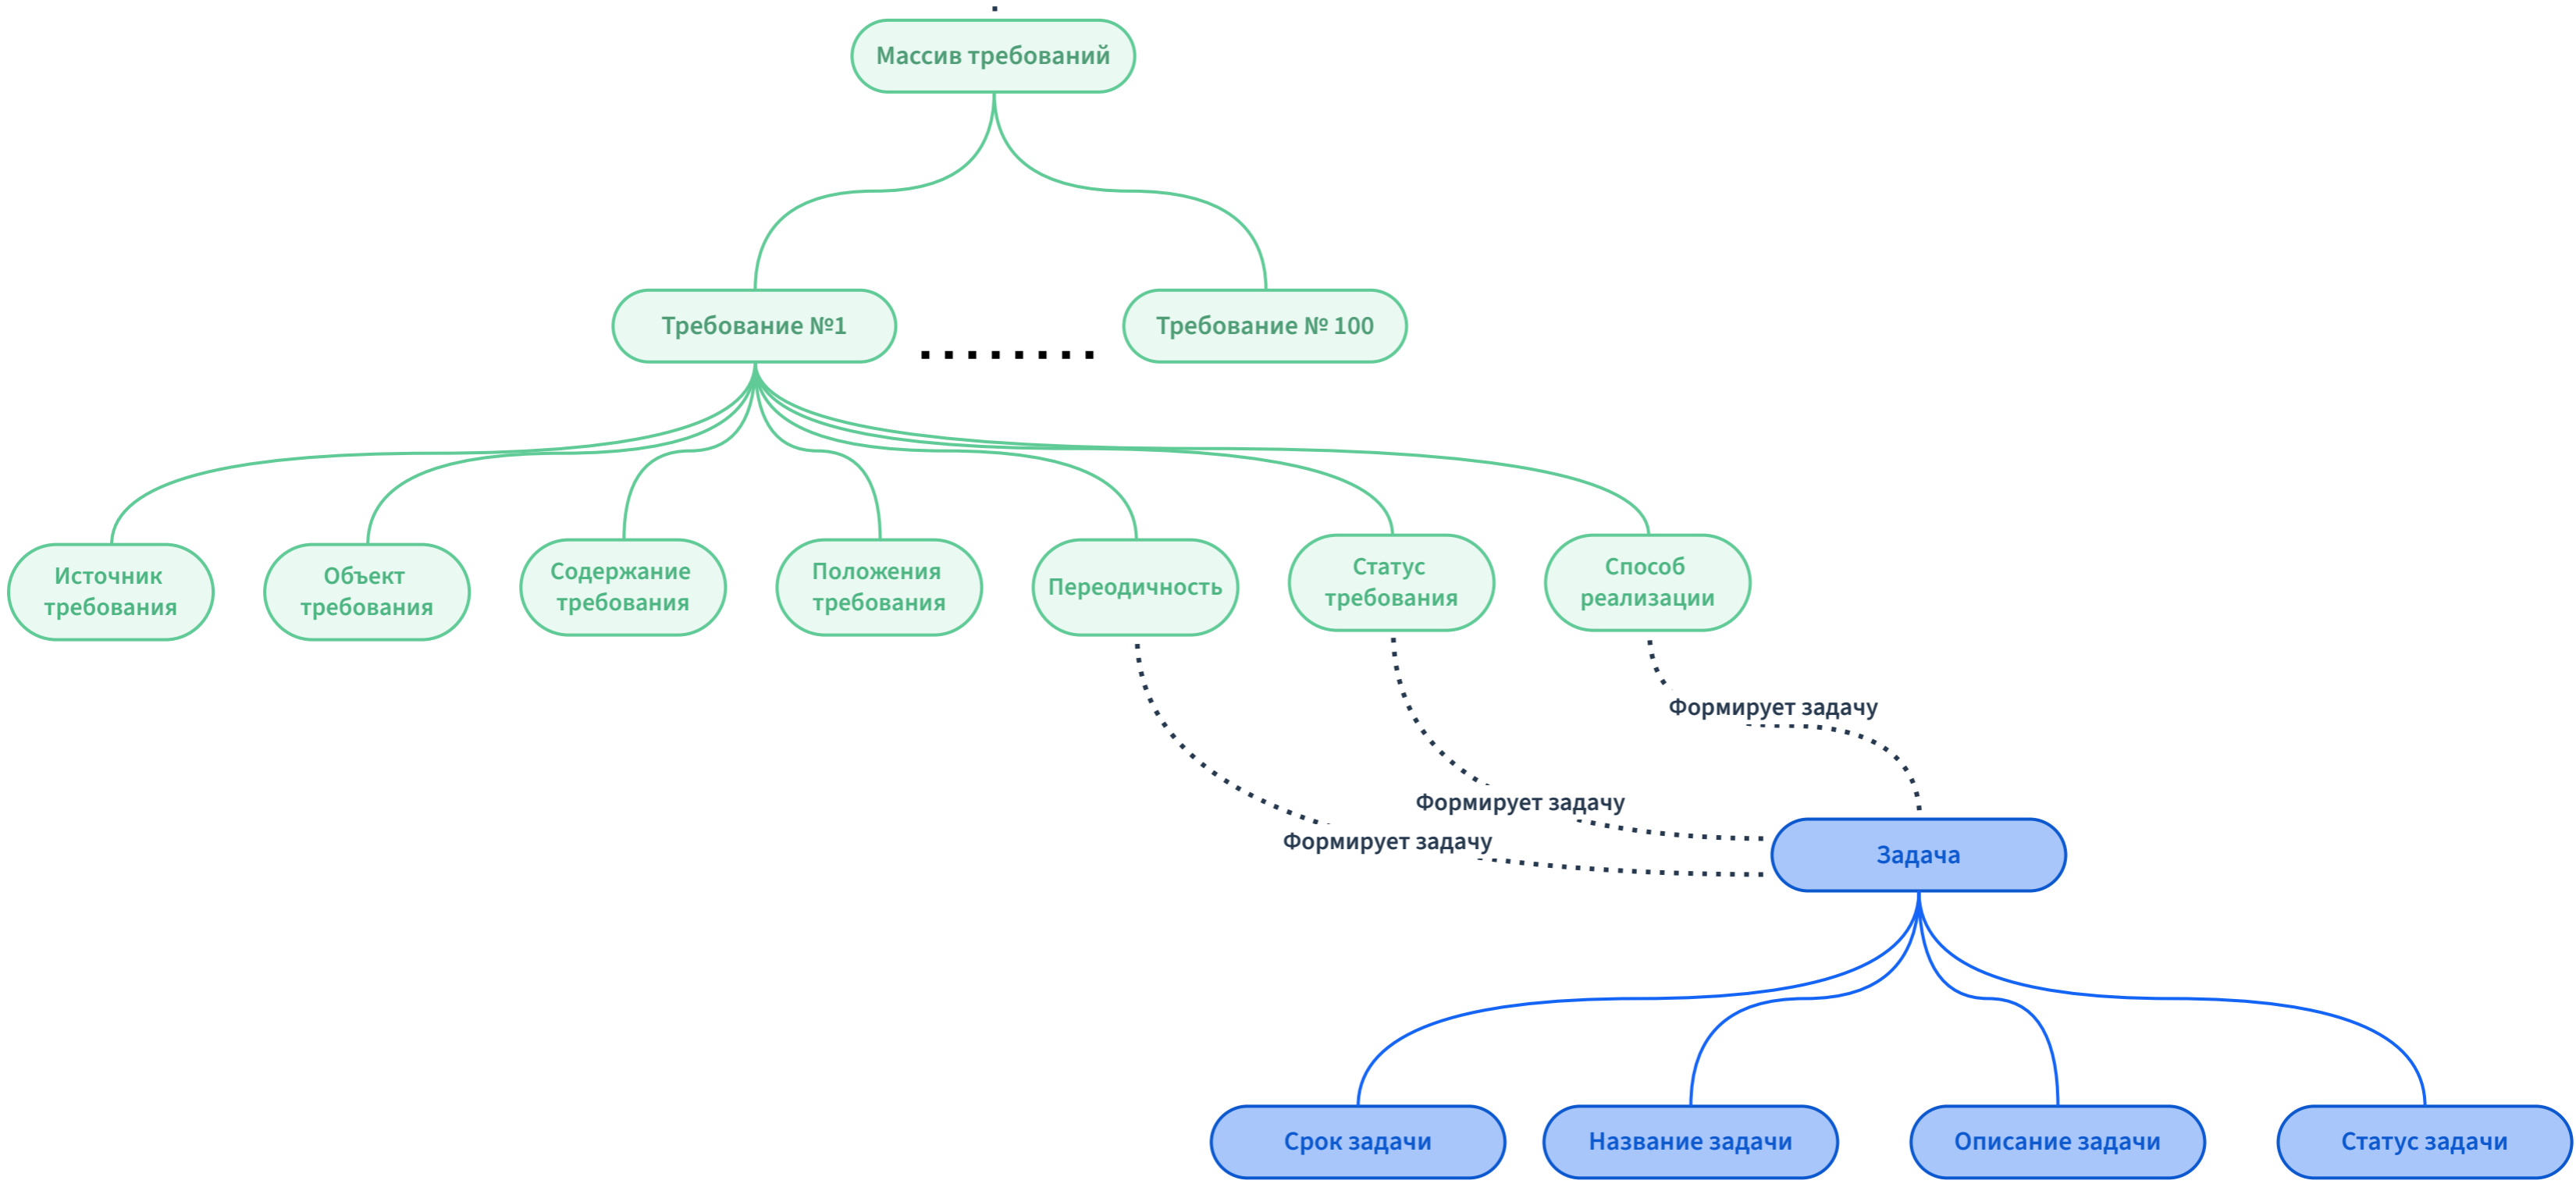 Массив требований
Требование №1
Требование № 100
Источник
требования
Объект
требования
Содержание
требования
Положения
требования
Переодичность
Статус
требования
Способ
реализации
Формирует задачу
Формирует задачу
Формирует задачу
Задача
Срок задачи
Название задачи
Описание задачи
Статус задачи